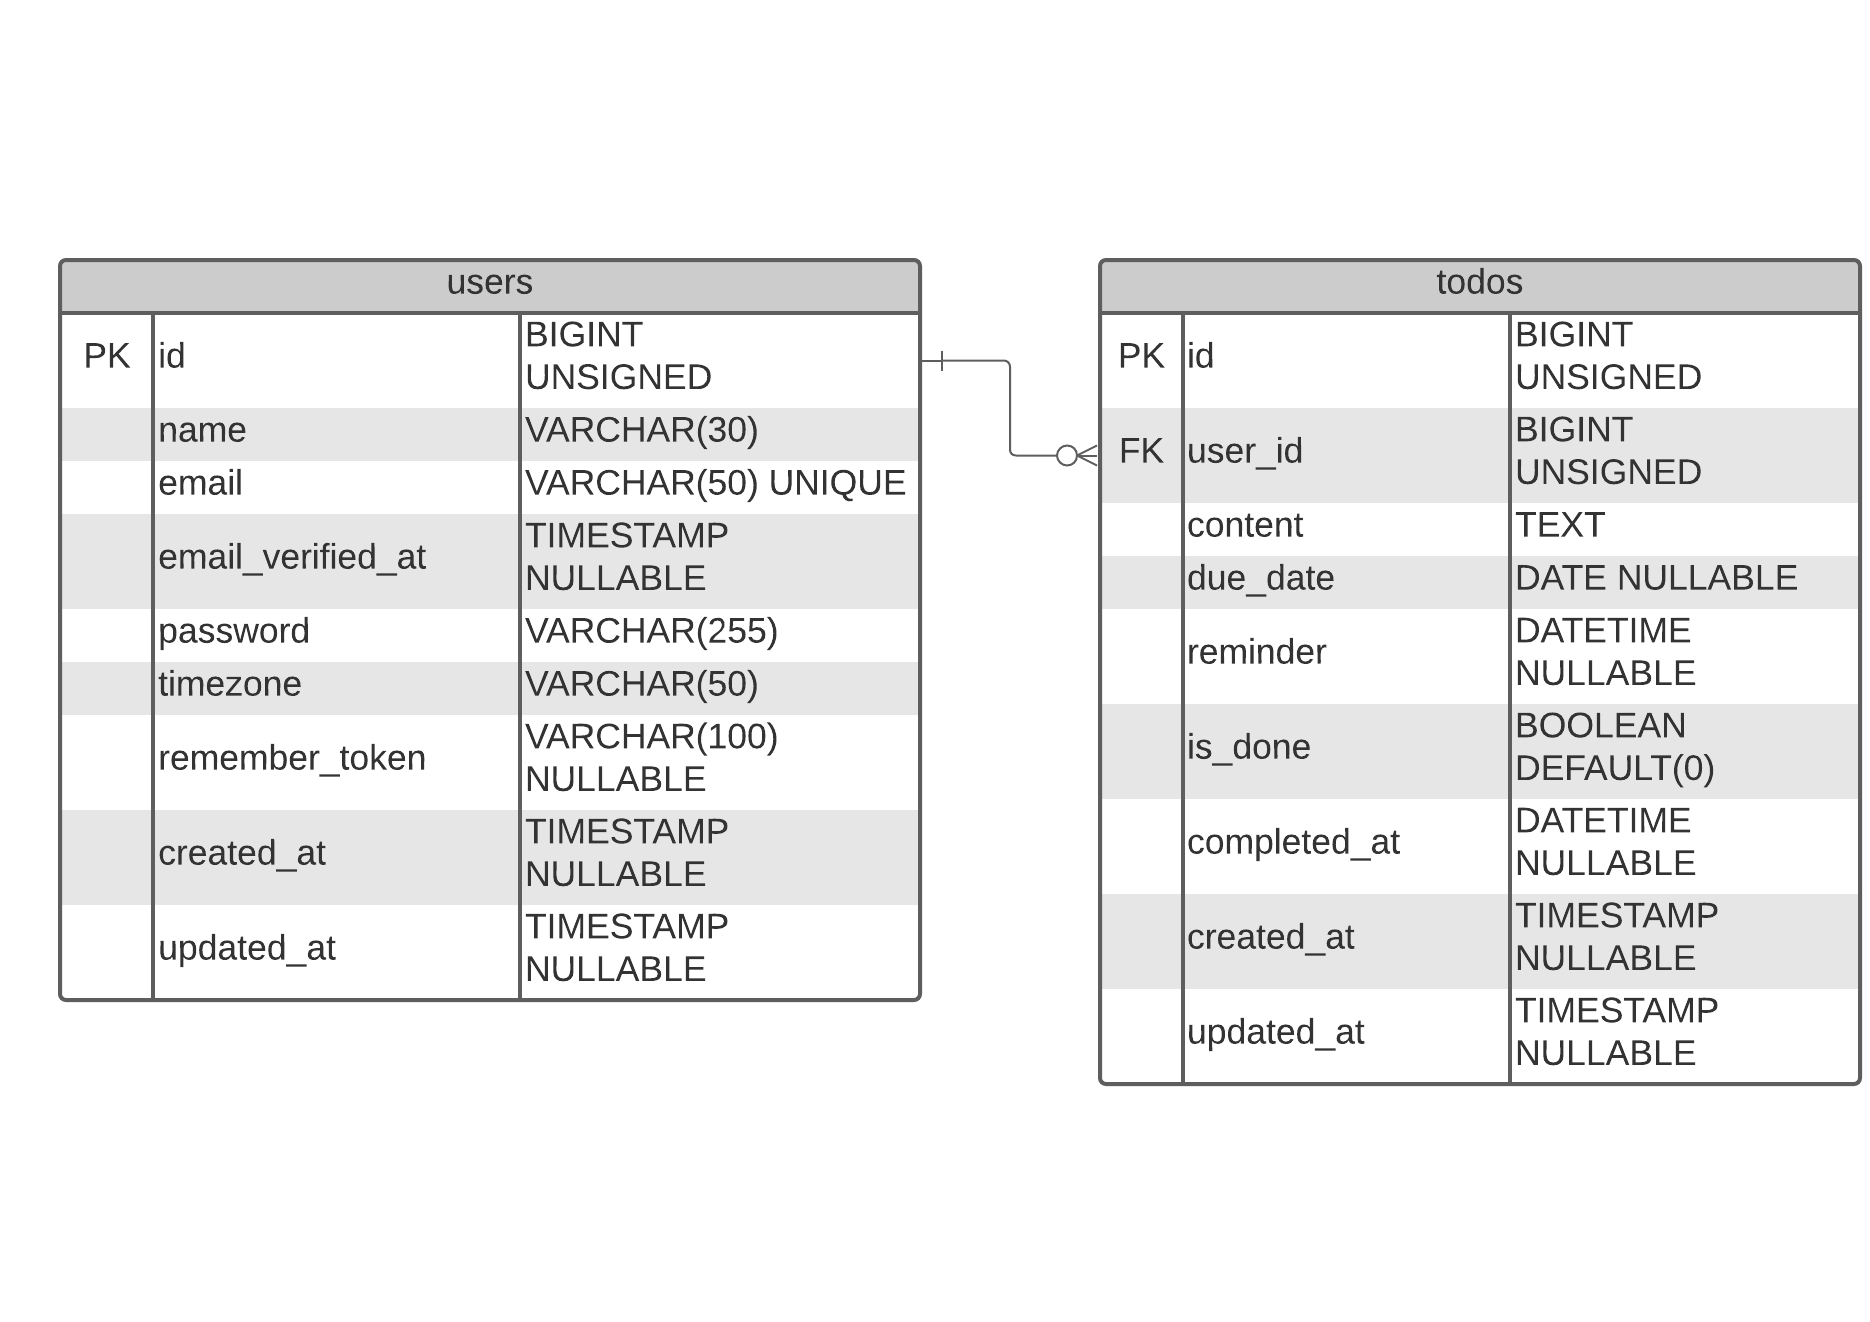 users
PK id BIGINT
UNSIGNED
name VARCHAR(30)
email VARCHAR(50) UNIQUE
email_verified_at TIMESTAMP
NULLABLE
password VARCHAR(255)
timezone VARCHAR(50)
remember_token VARCHAR(100)
NULLABLE
created_at TIMESTAMP
NULLABLE
updated_at TIMESTAMP
NULLABLE
todos
PK id BIGINT
UNSIGNED
FK user_id BIGINT
UNSIGNED
content TEXT
due_date DATE NULLABLE
reminder DATETIME
NULLABLE
is_done BOOLEAN
DEFAULT(0)
completed_at DATETIME
NULLABLE
created_at TIMESTAMP
NULLABLE
updated_at TIMESTAMP
NULLABLE